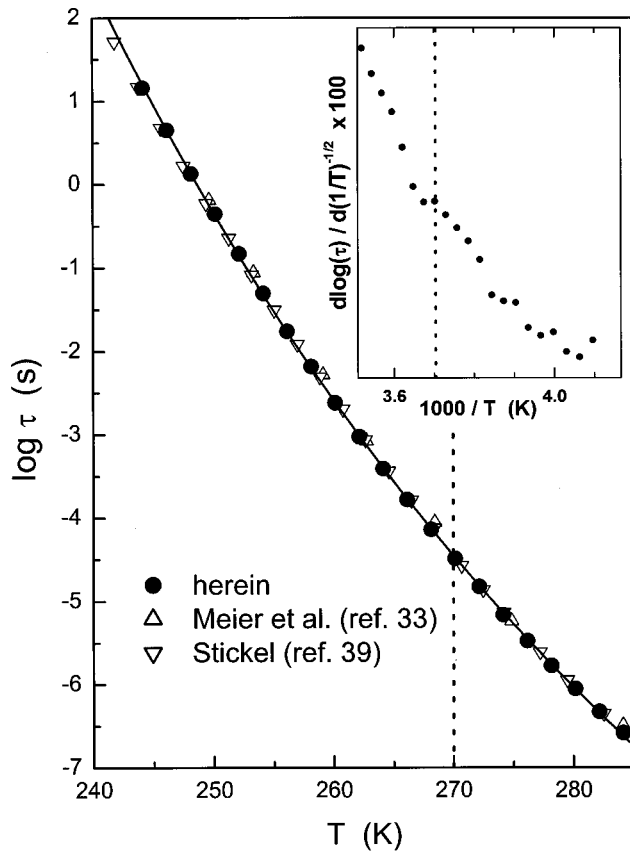 2
1
0
-1
-2
-3
-4
-5
-6
-7
240
250
260
270
280
log τ (s)
T (K)
herein
Meier et al. (ref. 33)
Stickel (ref. 39)
dlog(τ) / d(1/T)^-1/2 x 100
3.6
4.0
1000 / T (K)